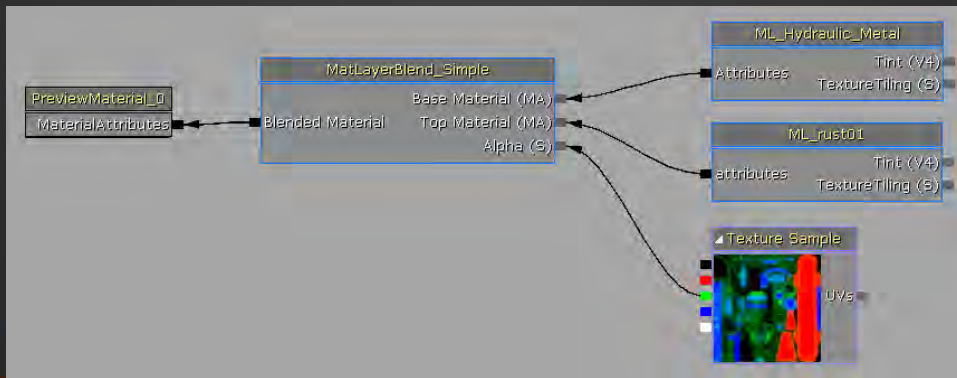 PreViewMaterial_0
MaterialAttributes
MatLayerBlend_Simple
Base Material (MA)
Blended Material
Top Material (MA)
Alpha (S)
ML_Hydraulic_Metal
Tint (V4)
Attributes
TextureTiling (S)
ML_rust01
Tint (V4)
attributes
TextureTiling (S)
Texture Sample
UVs